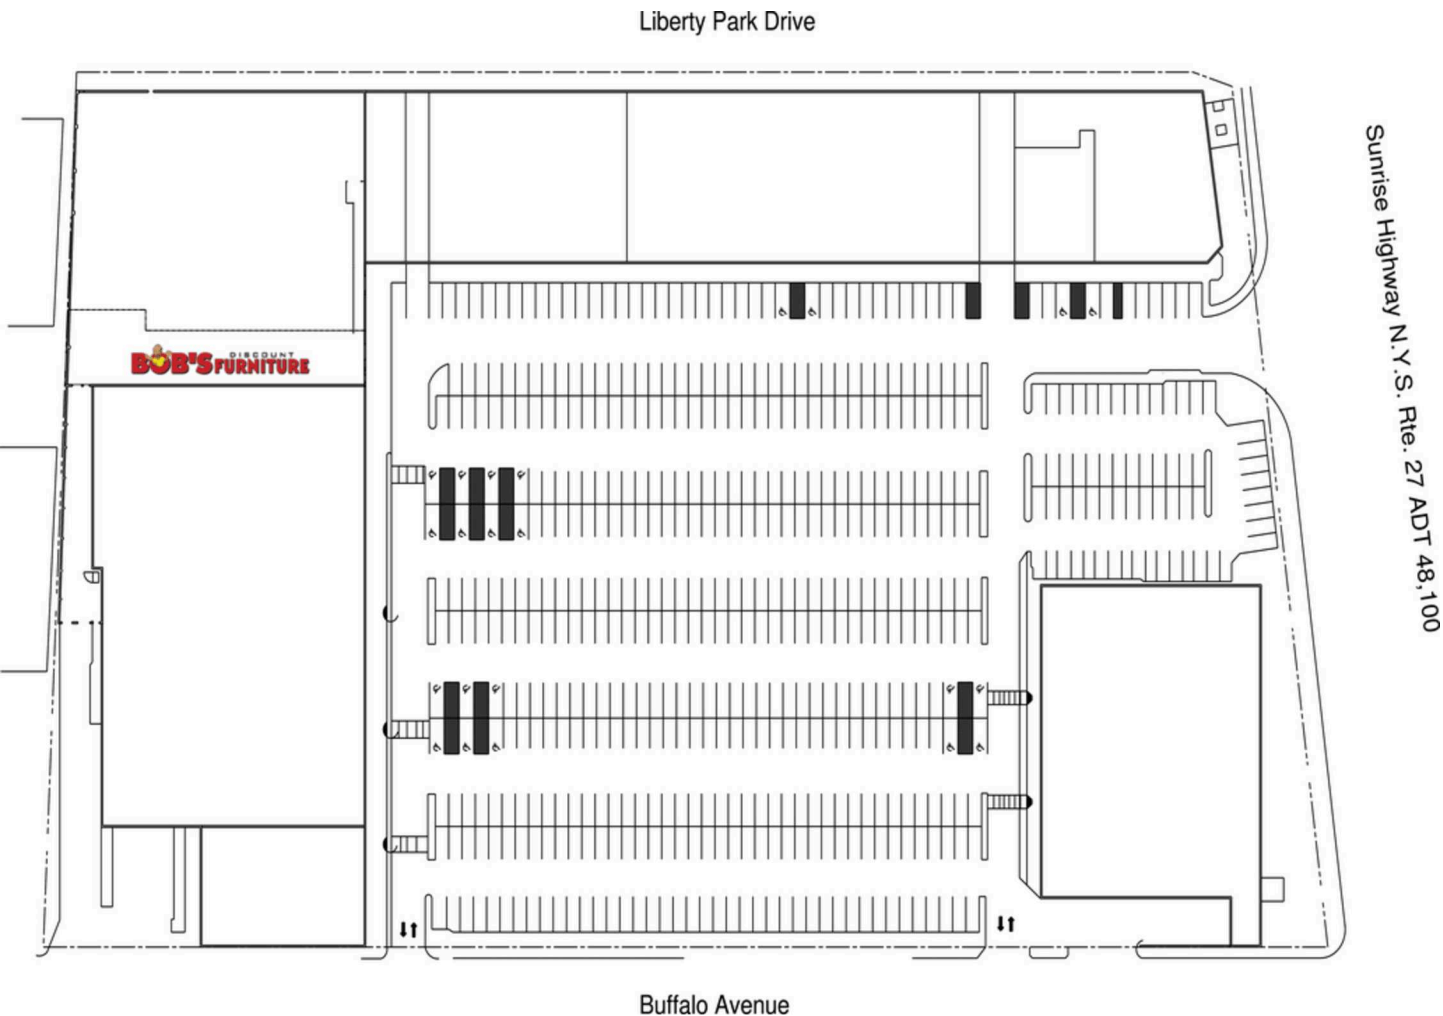 Liberty Park Drive
Sunrise Highway N.Y.S. Rte. 27 ADT 48,100
BOB'S DISCOUNT FURNITURE
Buffalo Avenue